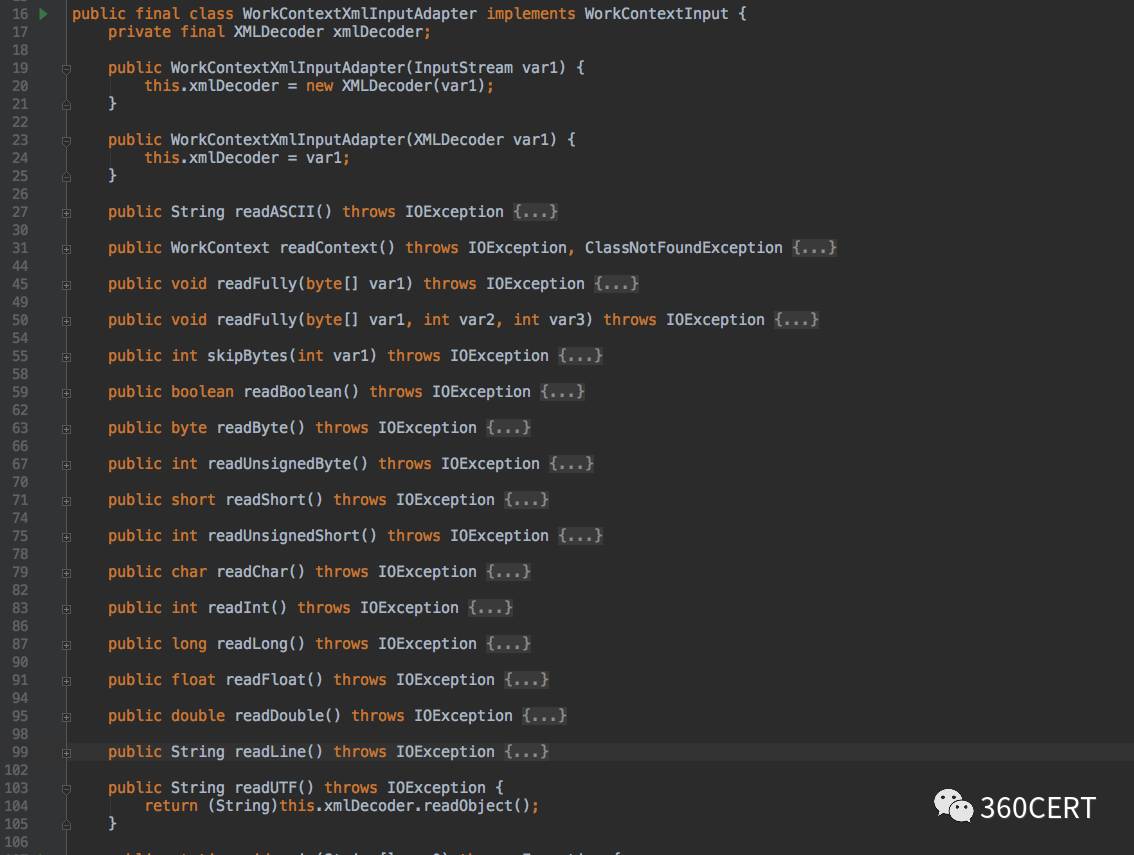 16 public final class WorkContextXmlInputAdapter implements WorkContextInput {
17 private final XMLDecoder xmlDecoder;
18
19 public WorkContextXmlInputAdapter(InputStream var1) {
20 this.xmlDecoder = new XMLDecoder(var1);
21 }
22
23 public WorkContextXmlInputAdapter(XMLDecoder var1) {
24 this.xmlDecoder = var1;
25 }
26
27 public String readASCII() throws IOException {...}
30
31 public WorkContext readContext() throws IOException, ClassNotFoundException {...}
44
45 public void readFully(byte[] var1) throws IOException {...}
49
50 public void readFully(byte[] var1, int var2, int var3) throws IOException {...}
54
55 public int skipBytes(int var1) throws IOException {...}
58
59 public boolean readBoolean() throws IOException {...}
62
63 public byte readByte() throws IOException {...}
66
67 public int readUnsignedByte() throws IOException {...}
70
71 public short readShort() throws IOException {...}
74
75 public int readUnsignedShort() throws IOException {...}
78
79 public char readChar() throws IOException {...}
82
83 public int readInt() throws IOException {...}
86
87 public long readLong() throws IOException {...}
90
91 public float readFloat() throws IOException {...}
94
95 public double readDouble() throws IOException {...}
98
99 public String readLine() throws IOException {...}
102
103 public String readUTF() throws IOException {
104 return (String)this.xmlDecoder.readObject();
105 }
106
360CERT